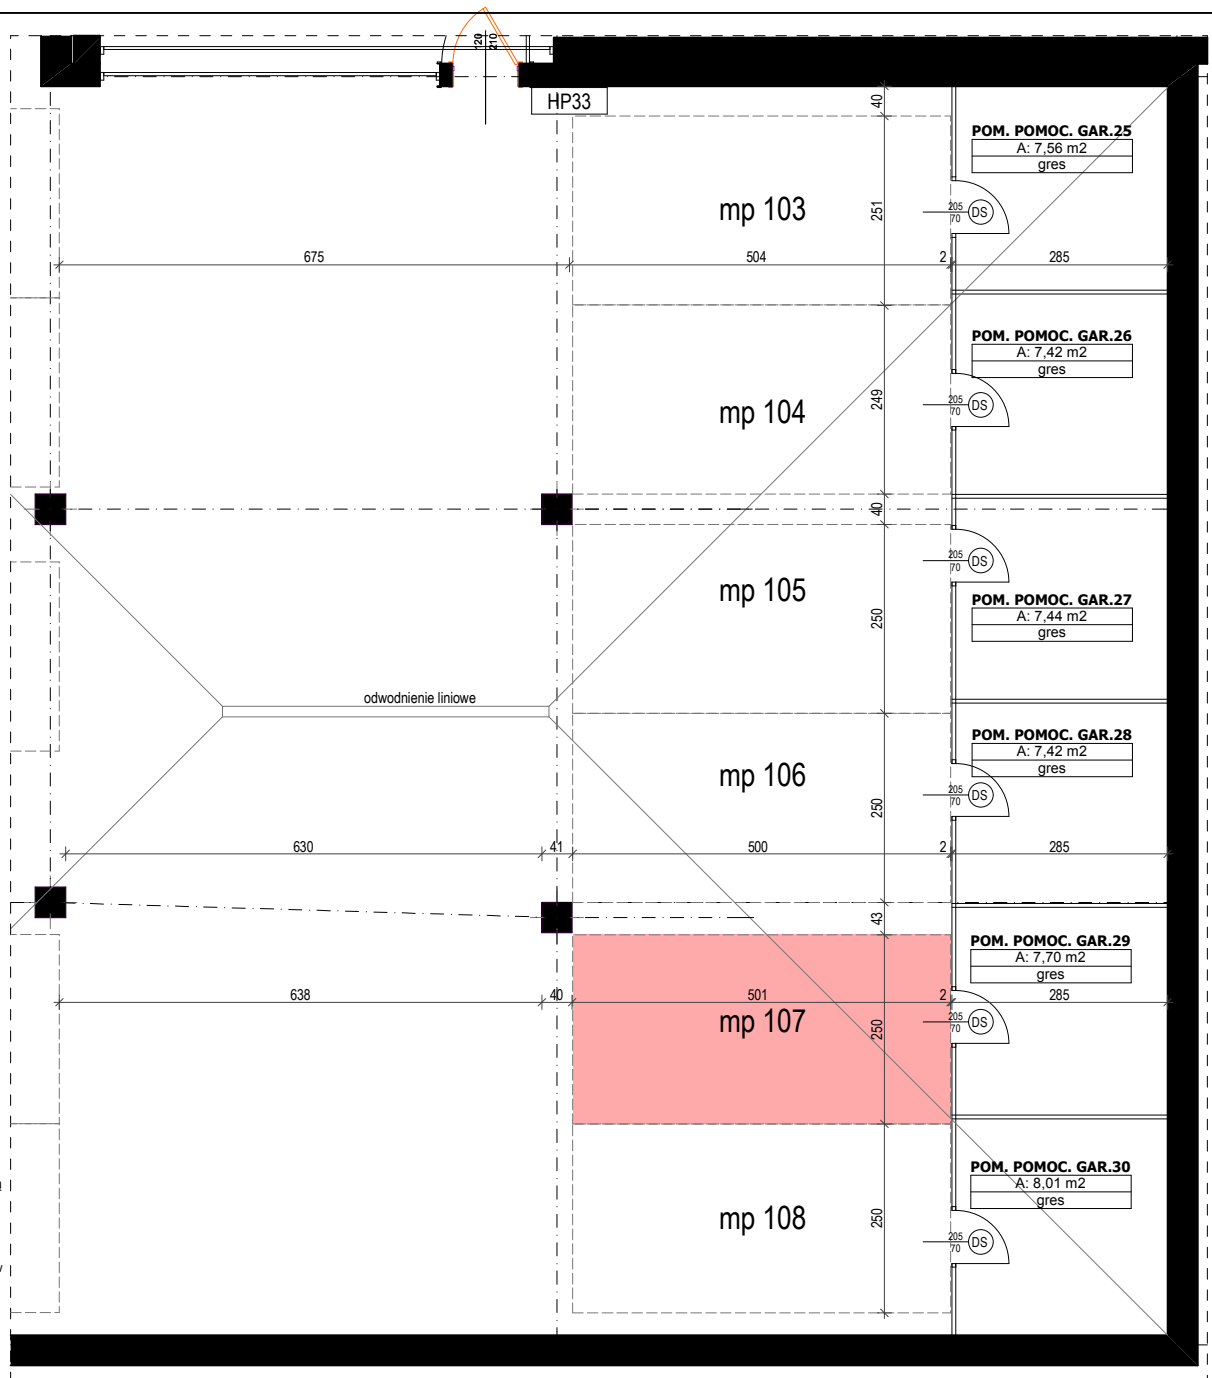 120
210
HP33
40
POM. POMOC. GAR.25
A: 7,56 m2
gres
mp 103
251
205
70
DS
675
504
2
285
POM. POMOC. GAR.26
A: 7,42 m2
gres
mp 104
249
205
70
DS
40
205
70
DS
mp 105
POM. POMOC. GAR.27
A: 7,44 m2
gres
250
odwodnienie liniowe
POM. POMOC. GAR.28
A: 7,42 m2
gres
mp 106
250
205
70
DS
630
41
500
2
285
43
POM. POMOC. GAR.29
A: 7,70 m2
gres
638
40
501
2
285
mp 107
250
205
70
DS
POM. POMOC. GAR.30
A: 8,01 m2
gres
mp 108
250
205
70
DS